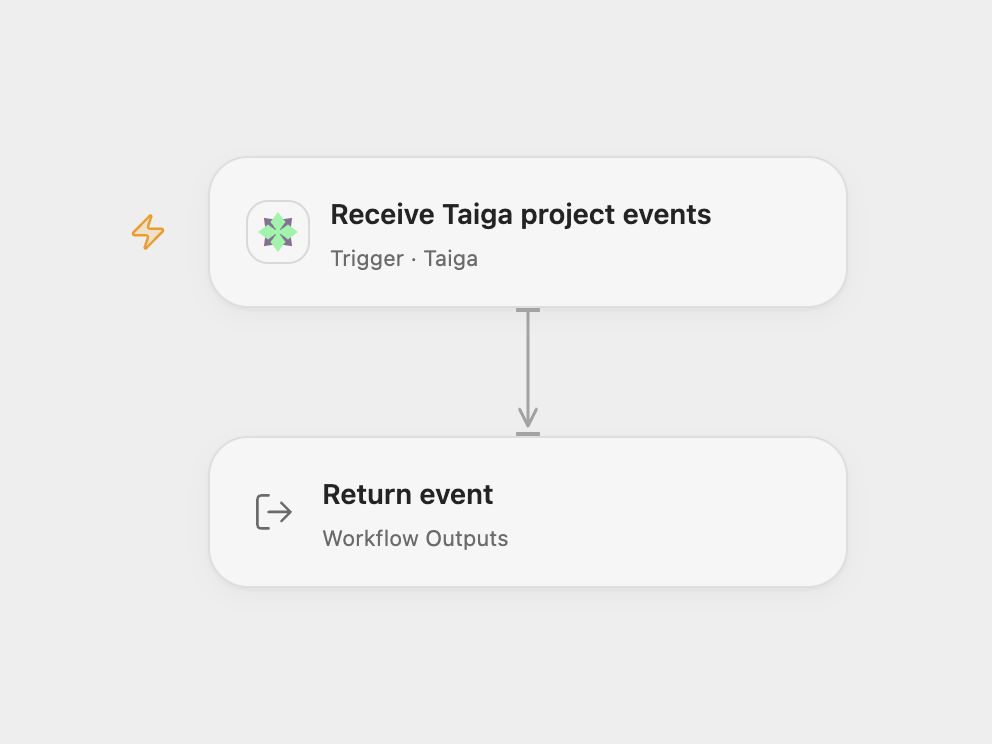 Receive Taiga project events
Trigger · Taiga
Return event
Workflow Outputs